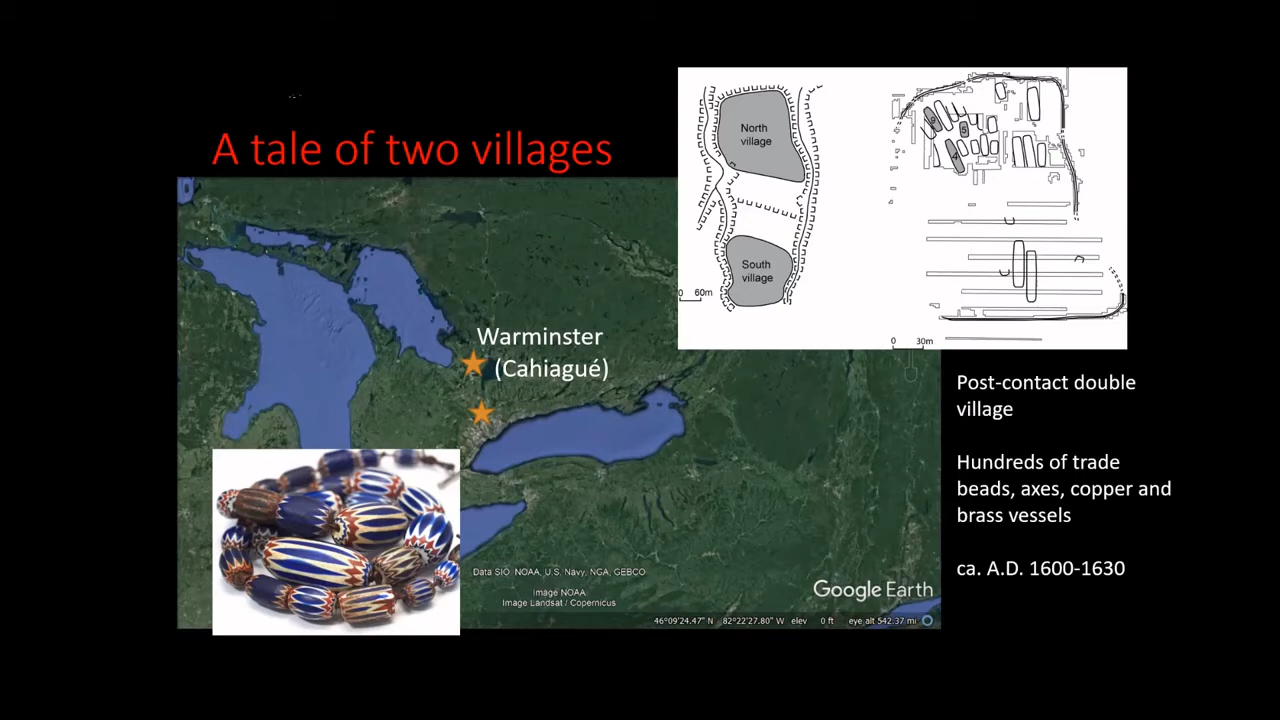 A tale of two villages
North
village
South
village
0 60m
9
5
4
0 30m
Warminster
(Cahiagué)
Post-contact double
village
Hundreds of trade
beads, axes, copper and
brass vessels
ca. A.D. 1600-1630
Data SIO, NOAA, U.S. Navy, NGA, GEBCO
Image NOAA
Image Landsat / Copernicus
Google Earth
46°09'24.47" N 82°22'27.80" W elev 0 ft eye alt 542.37 mi